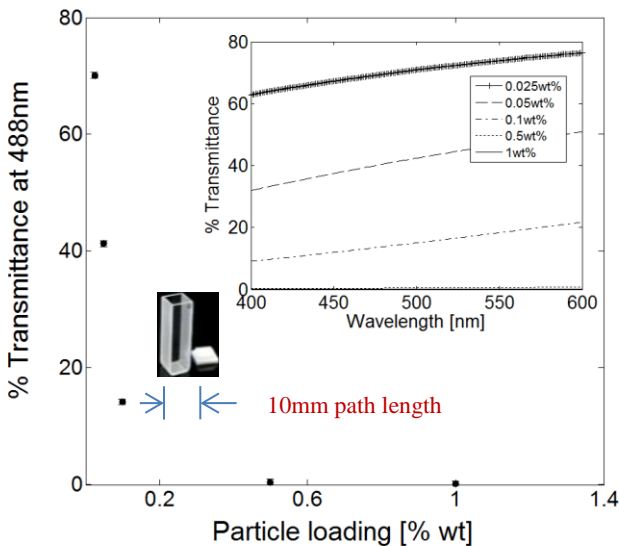 % Transmittance at 488nm
80
60
40
20
0
0.2
0.6
1
1.4
Particle loading [% wt]
% Transmittance
80
60
40
20
0
400
450
500
550
600
Wavelength [nm]
0.025wt%
0.05wt%
0.1wt%
0.5wt%
1wt%
10mm path length